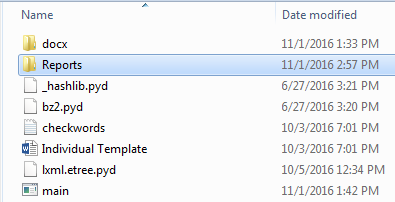 Name Date modified
docx 11/1/2016 1:33 PM
Reports 11/1/2016 2:57 PM
_hashlib.pyd 6/27/2016 3:21 PM
bz2.pyd 6/27/2016 3:20 PM
checkwords 10/3/2016 7:01 PM
Individual Template 10/3/2016 7:01 PM
lxml.etree.pyd 10/5/2016 12:34 PM
main 11/1/2016 1:42 PM